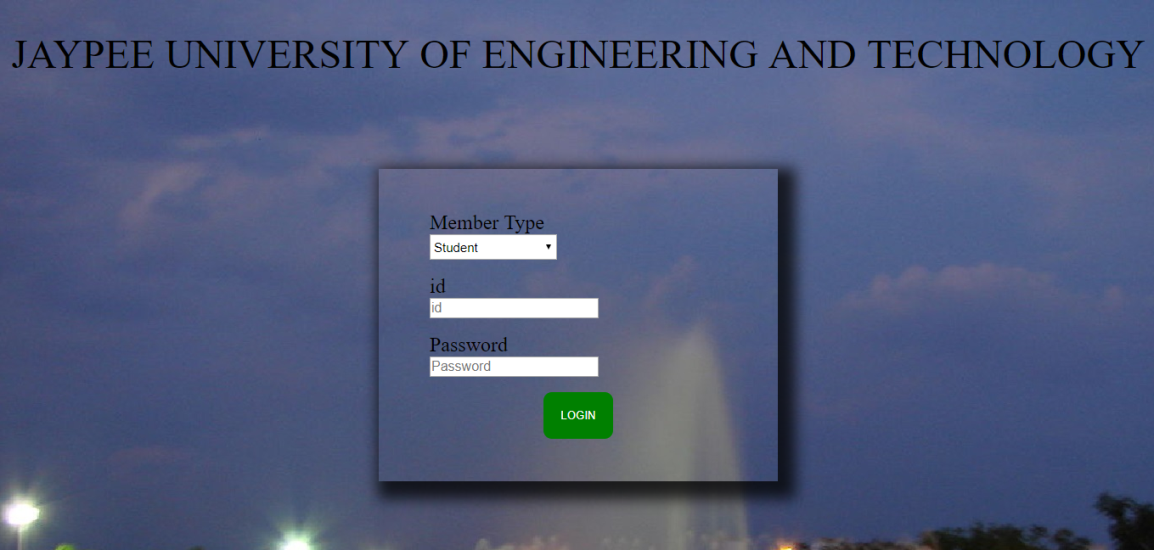 JAYPEE UNIVERSITY OF ENGINEERING AND TECHNOLOGY
Member Type
Student
id
id
Password
Password
LOGIN